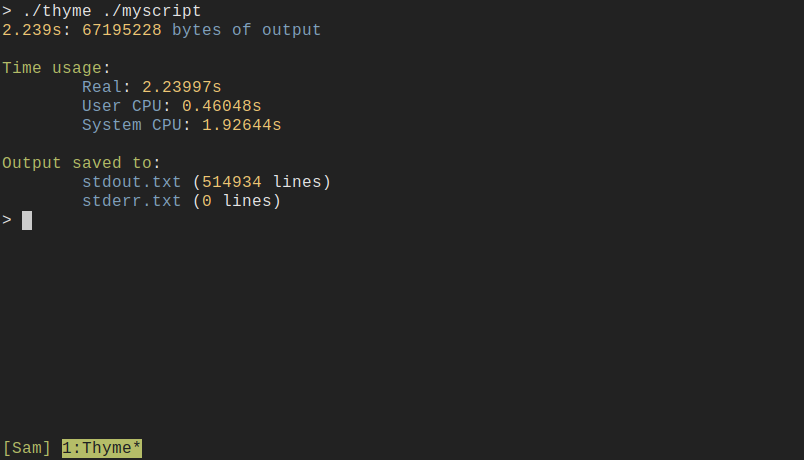 > ./thyme ./myscript
2.239s: 67195228 bytes of output
Time usage:
Real: 2.23997s
User CPU: 0.46048s
System CPU: 1.92644s
Output saved to:
stdout.txt (514934 lines)
stderr.txt (0 lines)
>
[Sam] 1:Thyme*